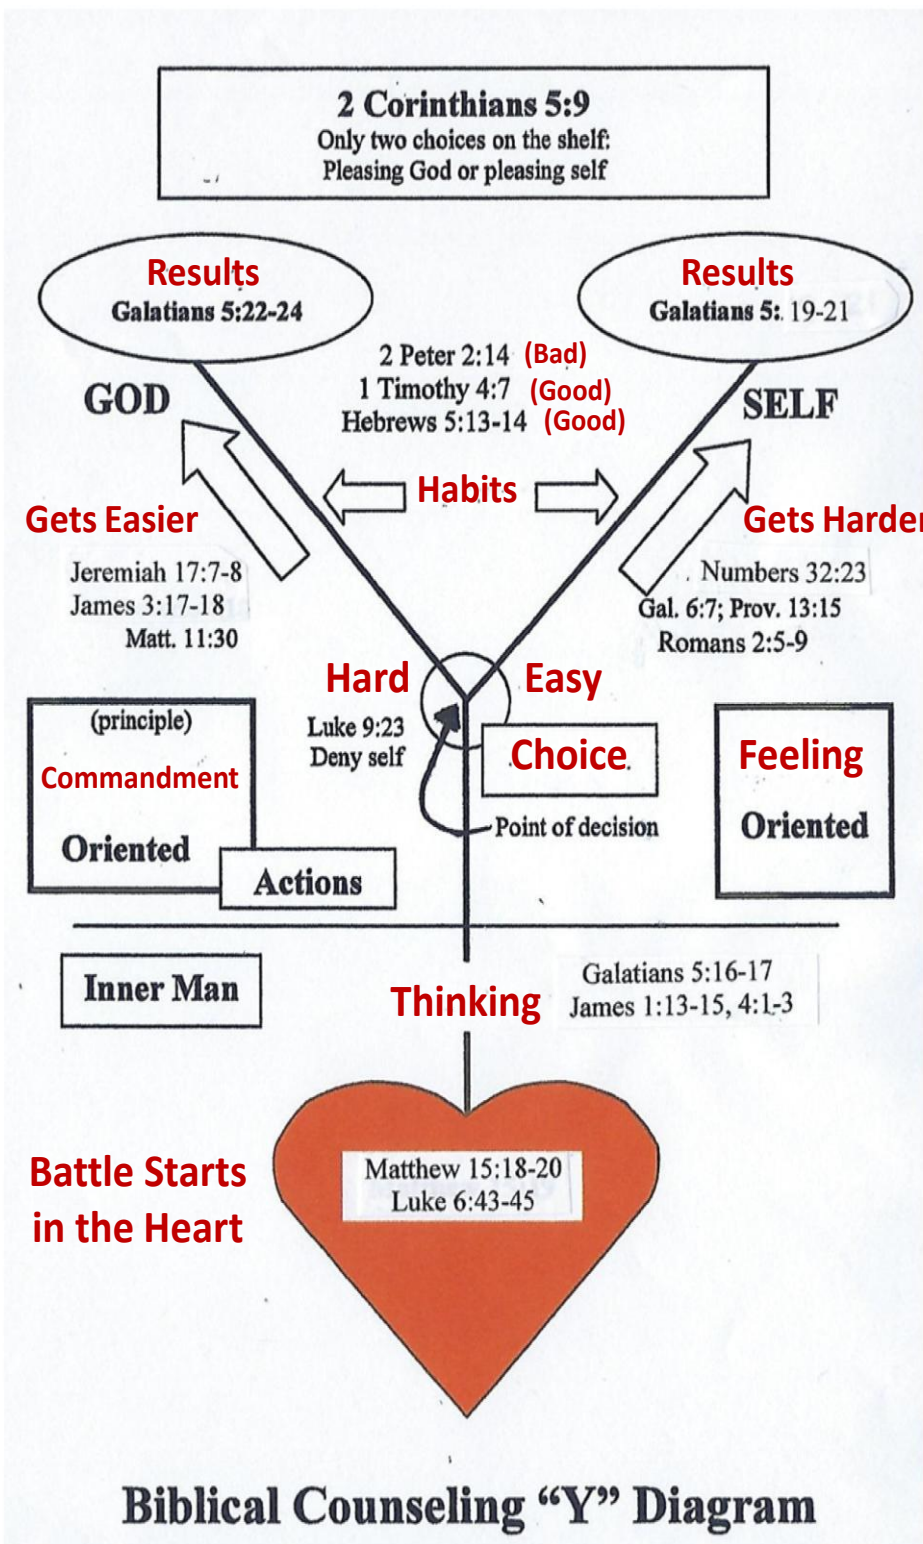 2 Corinthians 5:9
Only two choices on the shelf:
Pleasing God or pleasing self
Results
Galatians 5:22-24
Results
Galatians 5: 19-21
2 Peter 2:14 (Bad)
1 Timothy 4:7 (Good)
Hebrews 5:13-14 (Good)
GOD
SELF
Habits
Gets Easier
Jeremiah 17:7-8
James 3:17-18
Matt. 11:30
Gets Harder
Numbers 32:23
Gal. 6:7; Prov. 13:15
Romans 2:5-9
Hard
Easy
Luke 9:23
Deny self
Choice
Point of decision
(principle)
Commandment
Oriented
Actions
Feeling
Oriented
Inner Man
Thinking
Galatians 5:16-17
James 1:13-15, 4:1-3
Battle Starts
in the Heart
Matthew 15:18-20
Luke 6:43-45
Biblical Counseling “Y” Diagram